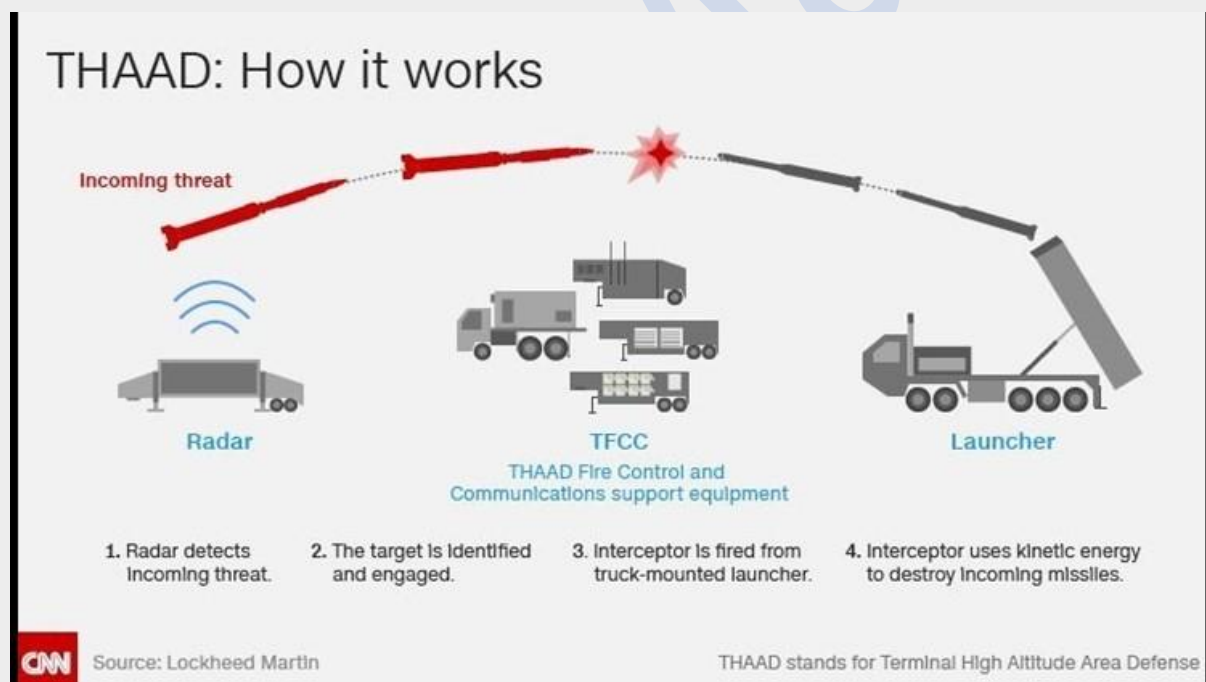 THAAD: How it works
Incoming threat
Radar
TFCC
THAAD Fire Control and
Communications support equipment
Launcher
1. Radar detects
incoming threat.
2. The target is identified
and engaged.
3. Interceptor is fired from
truck-mounted launcher.
4. Interceptor uses kinetic energy
to destroy incoming missiles.
CNN
Source: Lockheed Martin
THAAD stands for Terminal High Altitude Area Defense